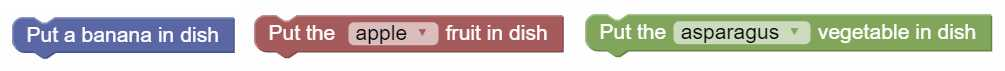 Put a banana in dish
Put the apple fruit in dish
Put the asparagus vegetable in dish